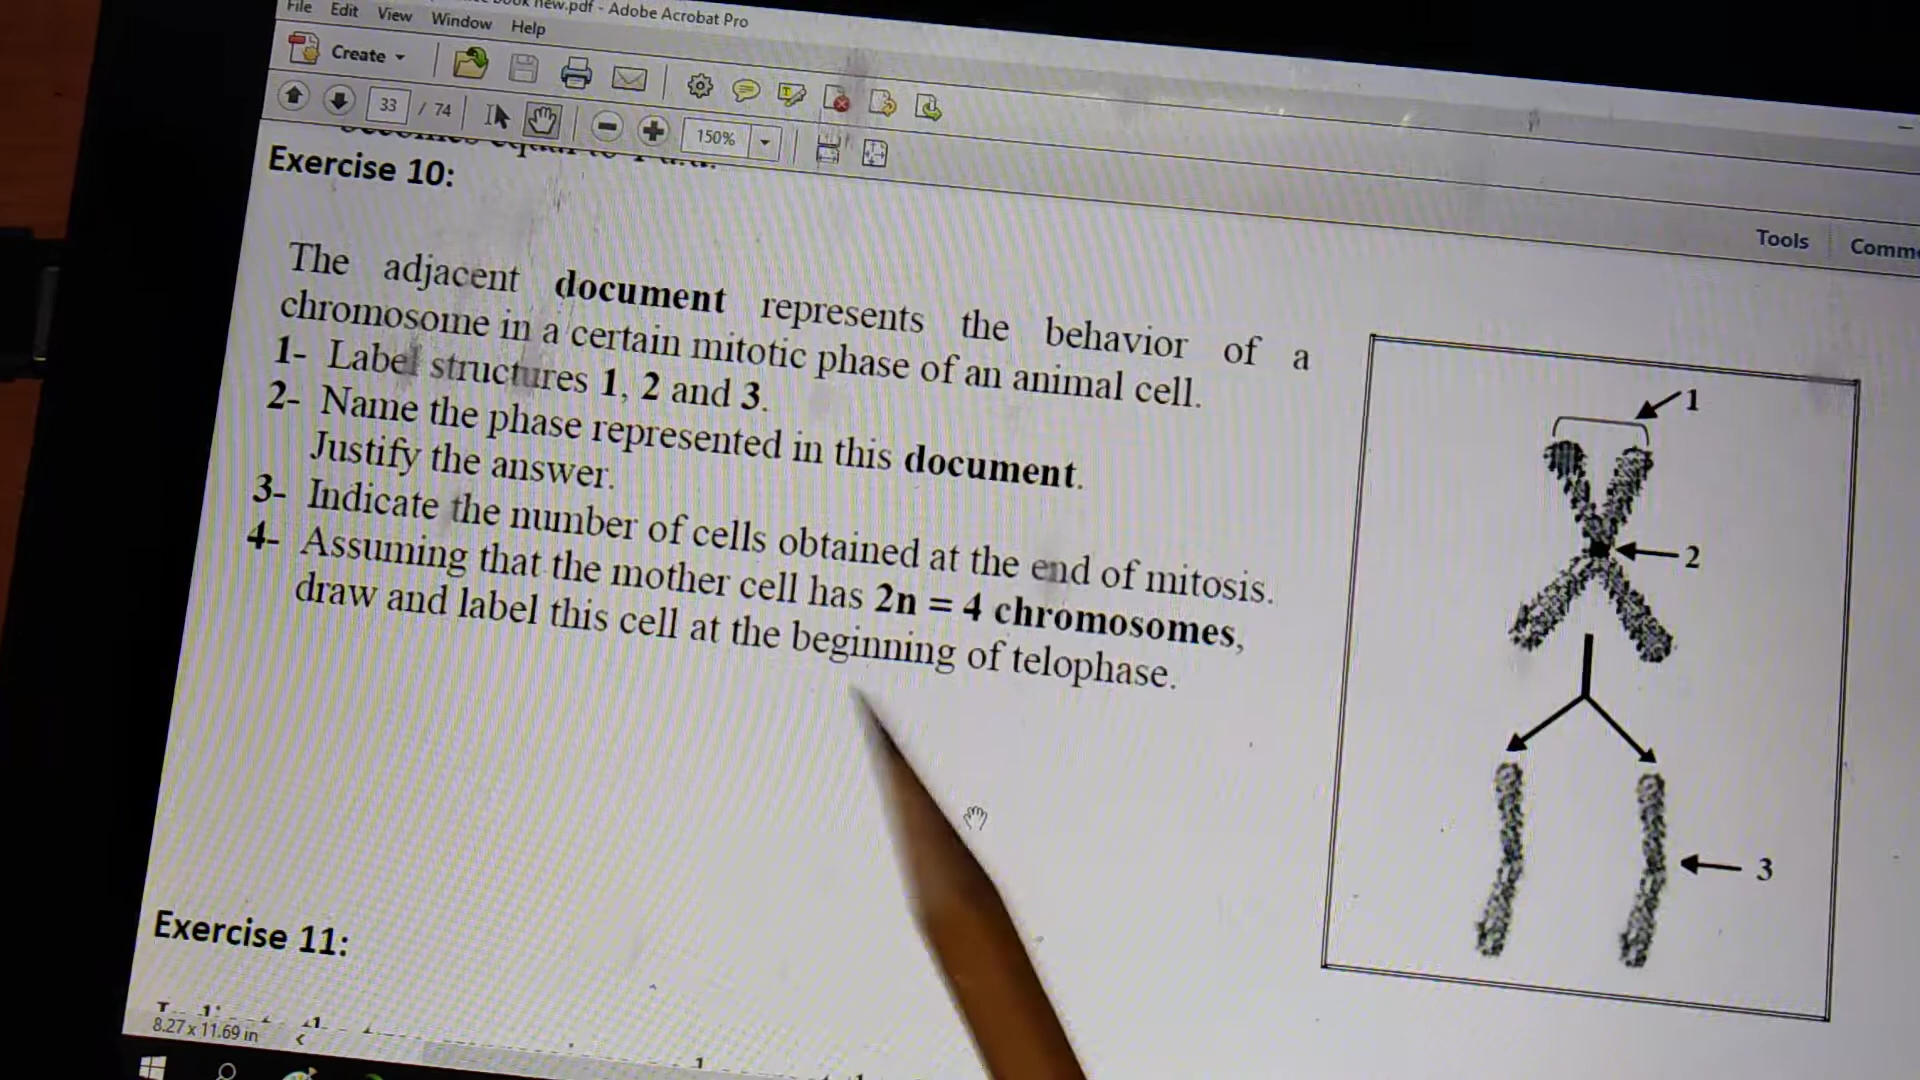 new.pdf - Adobe Acrobat Pro
File Edit View Window Help
Create
33 / 74
150%
Tools
Exercise 10:
The adjacent document represents the behavior of a
chromosome in a certain mitotic phase of an animal cell.
1- Label structures 1, 2 and 3.
2- Name the phase represented in this document.
Justify the answer.
3- Indicate the number of cells obtained at the end of mitosis.
4- Assuming that the mother cell has 2n = 4 chromosomes,
draw and label this cell at the beginning of telophase.
1
2
3
Exercise 11:
8.27 x 11.69 in